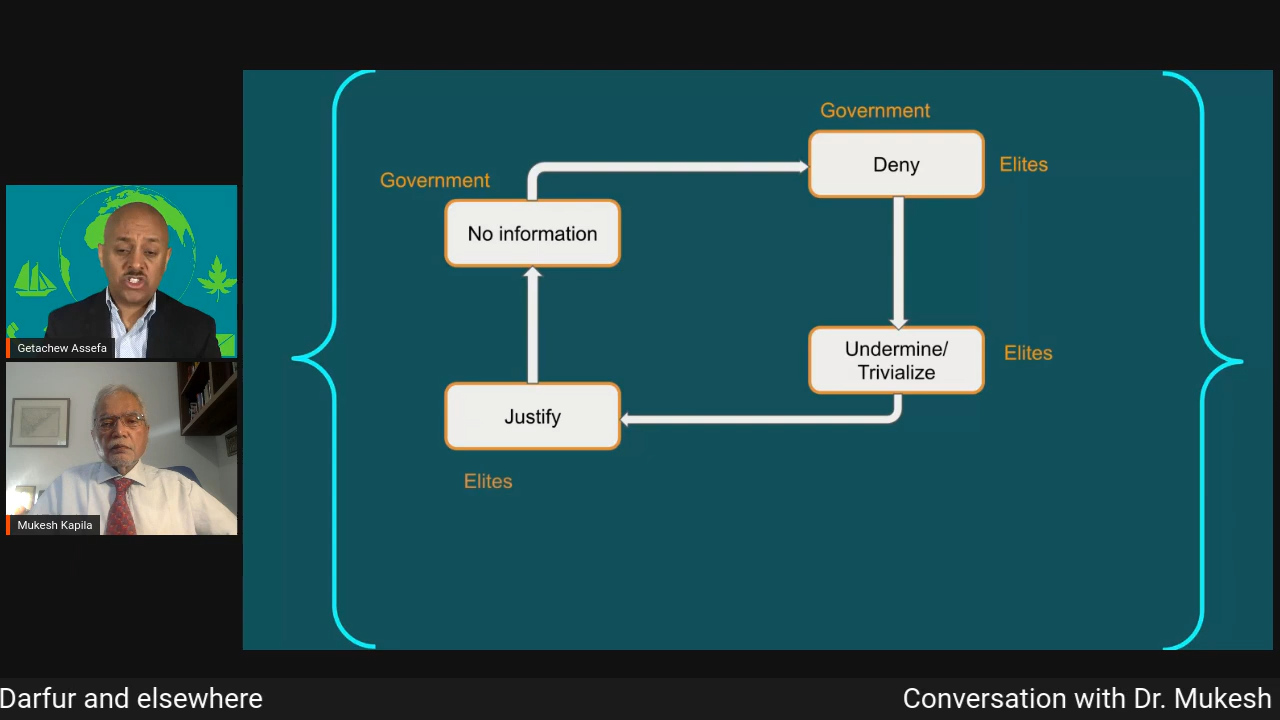 Government
Deny
Elites
Government
No information
Undermine/
Trivialize
Elites
Justify
Elites
Getachew Assefa
Mukesh Kapila
Darfur and elsewhere
Conversation with Dr. Mukesh